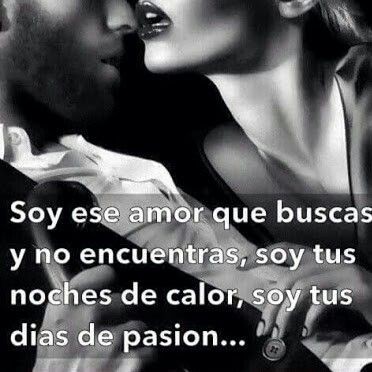 Soy ese amor que buscas
y no encuentras, soy tus
noches de calor, soy tus
dias de pasion...